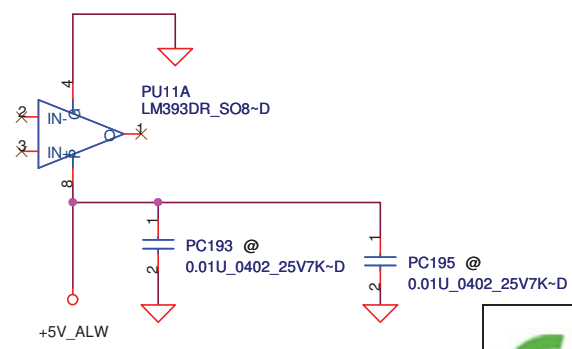 4
PU11A
LM393DR_SO8~D
2
IN-
G
O
1
3
IN+
P
8
1
PC193 @
2
0.01U_0402_25V7K~D
1
PC195 @
2
0.01U_0402_25V7K~D
+5V_ALW